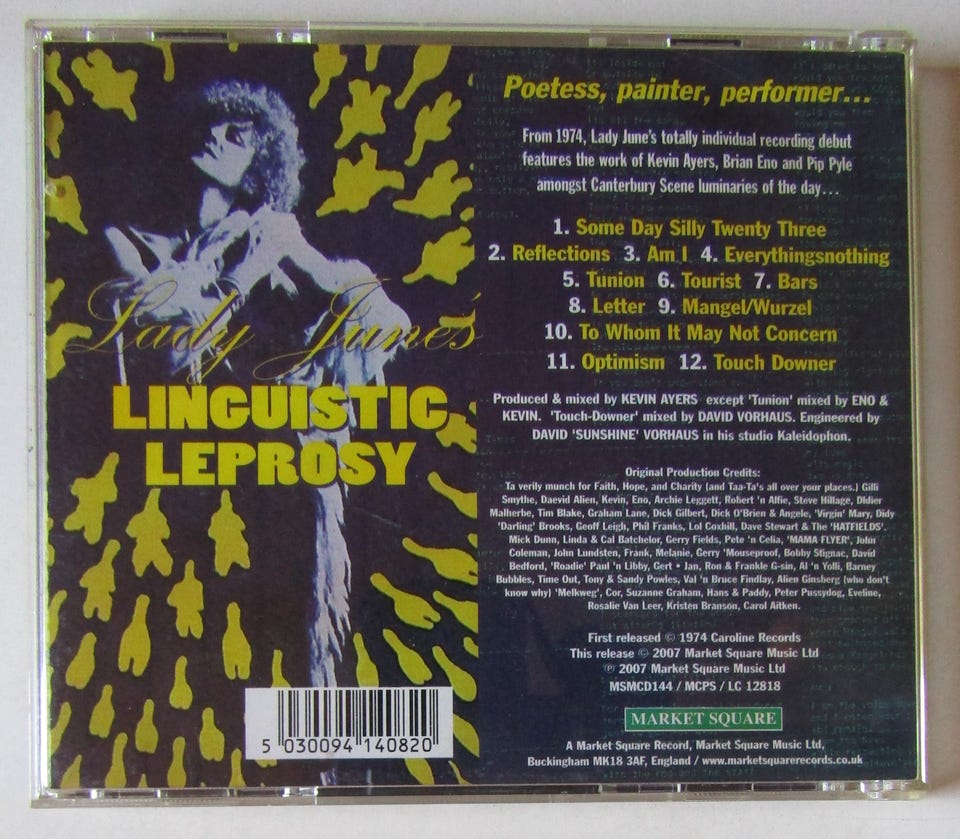 Lady June's
LINGUISTIC
LEPROSY
5 030094 140820
Poetess, painter, performer...
From 1974, Lady June's totally individual recording debut
features the work of Kevin Ayers, Brian Eno and Pip Pyle
amongst Canterbury Scene luminaries of the day...
1. Some Day Silly Twenty Three
2. Reflections 3. Am I 4. Everythingsnothing
5. Tunion 6. Tourist 7. Bars
8. Letter 9. Mangel/Wurzel
10. To Whom It May Not Concern
11. Optimism 12. Touch Downer
Produced & mixed by KEVIN AYERS except 'Tunion' mixed by ENO &
KEVIN. 'Touch-Downer' mixed by DAVID VORHAUS. Engineered by
DAVID 'SUNSHINE' VORHAUS in his studio Kaleidophon.
Original Production Credits:
Ta verily munch for Faith, Hope, and Charity (and Taa-Ta's all over your places.) Gilli
Smythe, Daevid Alien, Kevin, Eno, Archie Leggett, Robert 'n Alfie, Steve Hillage, Didier
Malherbe, Tim Blake, Graham Lane, Dick Gilbert, Dick O'Brien & Angele, 'Virgin' Mary, Didy
'Darling' Brooks, Geoff Leigh, Phil Franks, Lol Coxhill, Dave Stewart & The 'HATFIELDS'.
Mick Dunn, Linda & Cal Batchelor, Gerry Fields, Pete 'n Celia, 'MAMA FLYER', John
Coleman, John Lundsten, Frank, Melanie, Gerry 'Mouseproof, Bobby Stignac, David
Bedford, 'Roadie' Paul 'n Libby, Gert • Jan, Ron & Frankle G-sin, Al 'n Yolli, Barney
Bubbles, Time Out, Tony & Sandy Powles, Val 'n Bruce Findlay, Alien Ginsberg (who don't
know why) 'Melkweg', Cor, Suzanne Graham, Hans & Paddy, Peter Pussydog, Eveline,
Rosalie Van Leer, Kristen Branson, Carol Aitken.
First released © 1974 Caroline Records
This release © 2007 Market Square Music Ltd
℗ 2007 Market Square Music Ltd
MSMCD144 / MCPS / LC 12818
MARKET SQUARE
A Market Square Record, Market Square Music Ltd,
Buckingham MK18 3AF, England / www.marketsquarerecords.co.uk